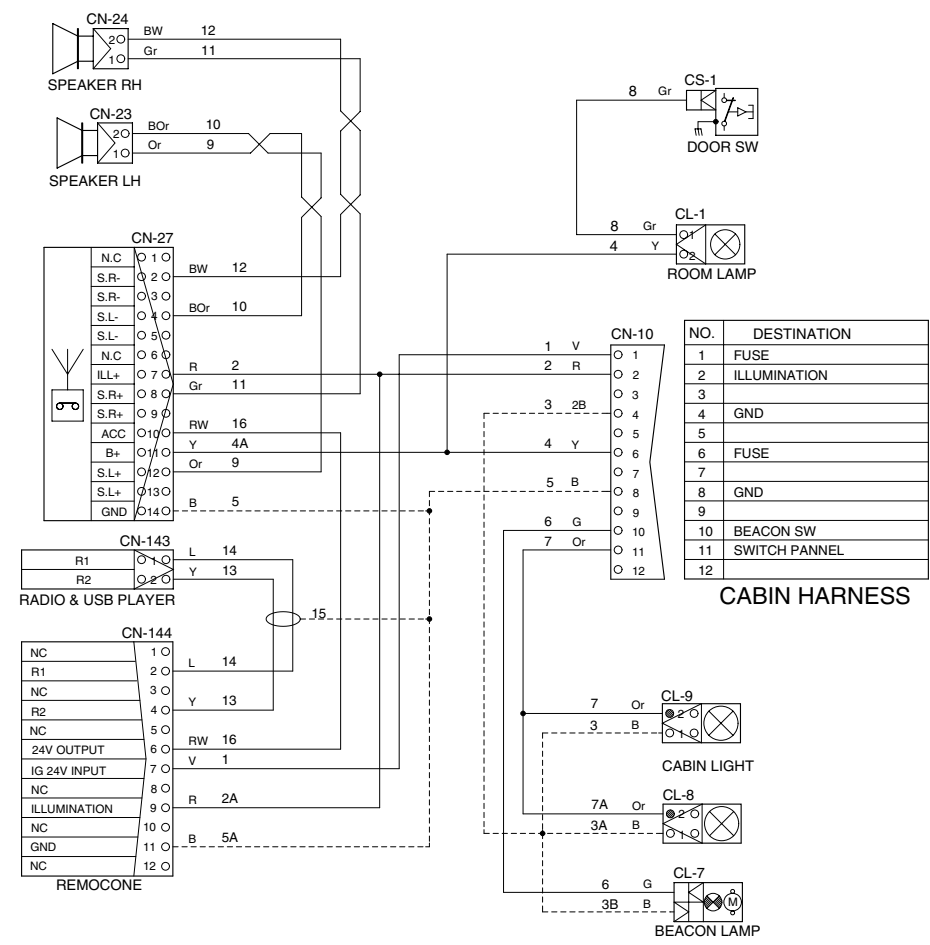 CN-24
2 BW 12
1 Gr 11
SPEAKER RH
CN-23
2 BOr 10
1 Or 9
SPEAKER LH
CS-1
8 Gr
DOOR SW
CL-1
8 Gr 1
4 Y 2
ROOM LAMP
CN-27
N.C 1
S.R- 2 BW 12
S.R- 3
S.L- 4 BOr 10
S.L- 5
N.C 6
ILL+ 7 R 2
S.R+ 8 Gr 11
S.R+ 9
ACC 10 RW 16
B+ 11 Y 4A
S.L+ 12 Or 9
S.L+ 13
GND 14 B 5
CN-143
R1 1 L 14
R2 2 Y 13
RADIO & USB PLAYER
15
CN-144
NC 1
R1 2 L 14
NC 3
R2 4 Y 13
NC 5
24V OUTPUT 6 RW 16
IG 24V INPUT 7 V 1
NC 8
ILLUMINATION 9 R 2A
NC 10
GND 11 B 5A
NC 12
REMOCONE
CN-10
1 V 1
2 R 2
3
3 2B 4
5
4 Y 6
7
5 B 8
9
6 G 10
7 Or 11
12
NO. DESTINATION
1 FUSE
2 ILLUMINATION
3
4 GND
5
6 FUSE
7
8 GND
9
10 BEACON SW
11 SWITCH PANNEL
12
CABIN HARNESS
CL-9
7 Or 2
3 B 1
CABIN LIGHT
CL-8
7A Or 2
3A B 1
CL-7
6 G
3B B
M
BEACON LAMP